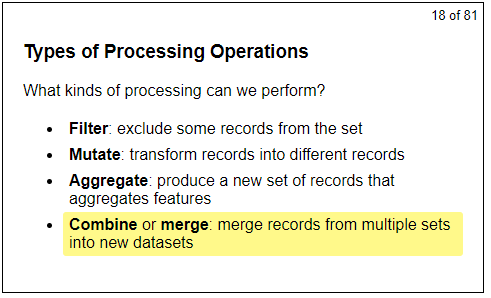 18 of 81
Types of Processing Operations
What kinds of processing can we perform?
• Filter: exclude some records from the set
• Mutate: transform records into different records
• Aggregate: produce a new set of records that
aggregates features
• Combine or merge: merge records from multiple sets
into new datasets